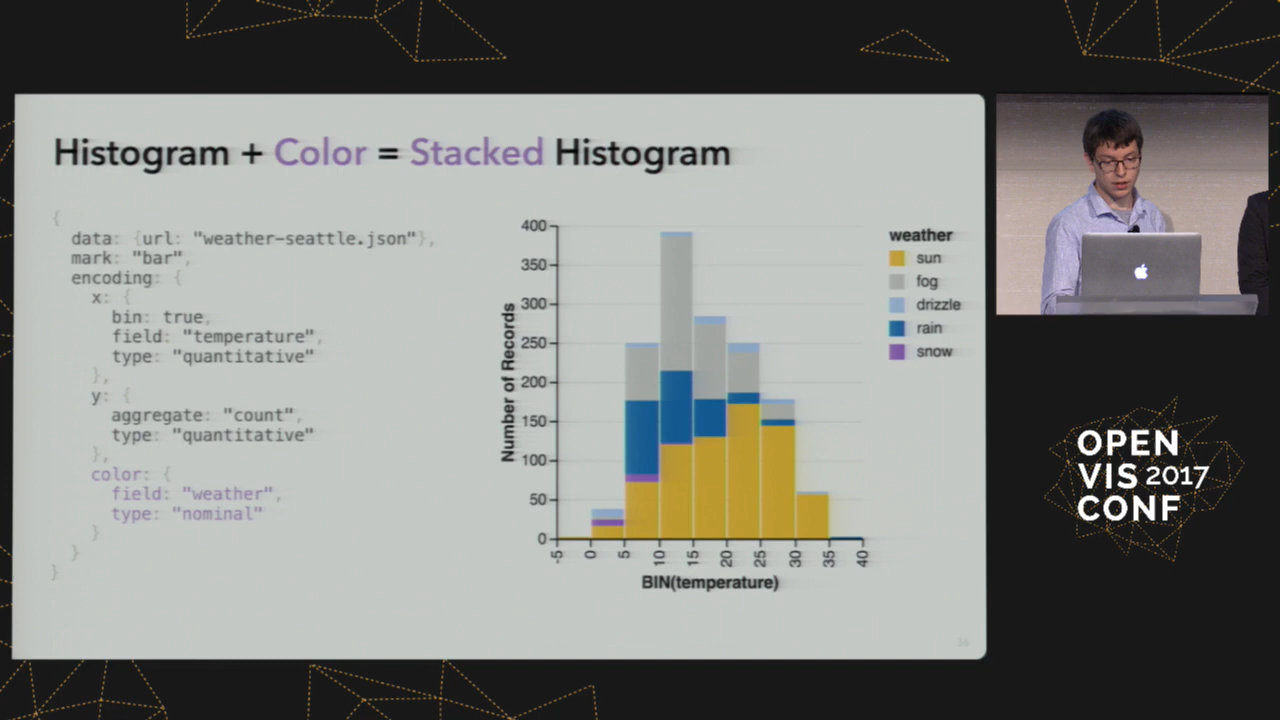 Histogram + Color = Stacked Histogram
{
data: {url: "weather-seattle.json"},
mark: "bar",
encoding: {
x: {
bin: true,
field: "temperature",
type: "quantitative"
},
y: {
aggregate: "count",
type: "quantitative"
},
color: {
field: "weather",
type: "nominal"
}
}
}
Number of Records
400
350
300
250
200
150
100
50
0
-5 0 5 10 15 20 25 30 35 40
BIN(temperature)
weather
sun
fog
drizzle
rain
snow
36
OPEN
VIS 2017
CONF